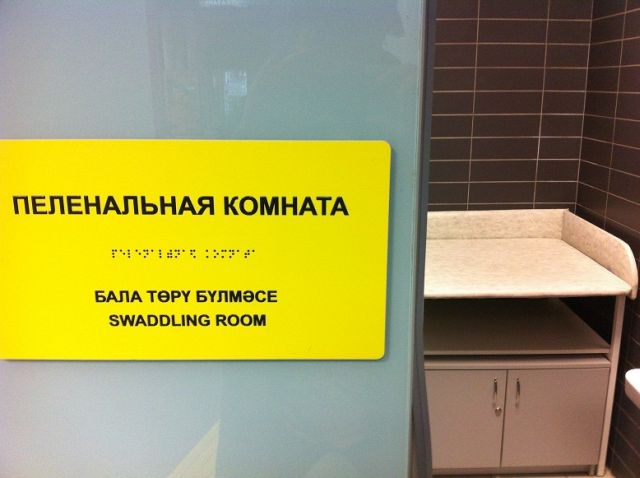 ПЕЛЕНАЛЬНАЯ КОМНАТА
⠏⠑⠇⠑⠝⠁⠇⠾⠝⠁⠫ ⠅⠕⠍⠝⠁⠞⠁
БАЛА ТӨРУ БҮЛМӘСЕ
SWADDLING ROOM